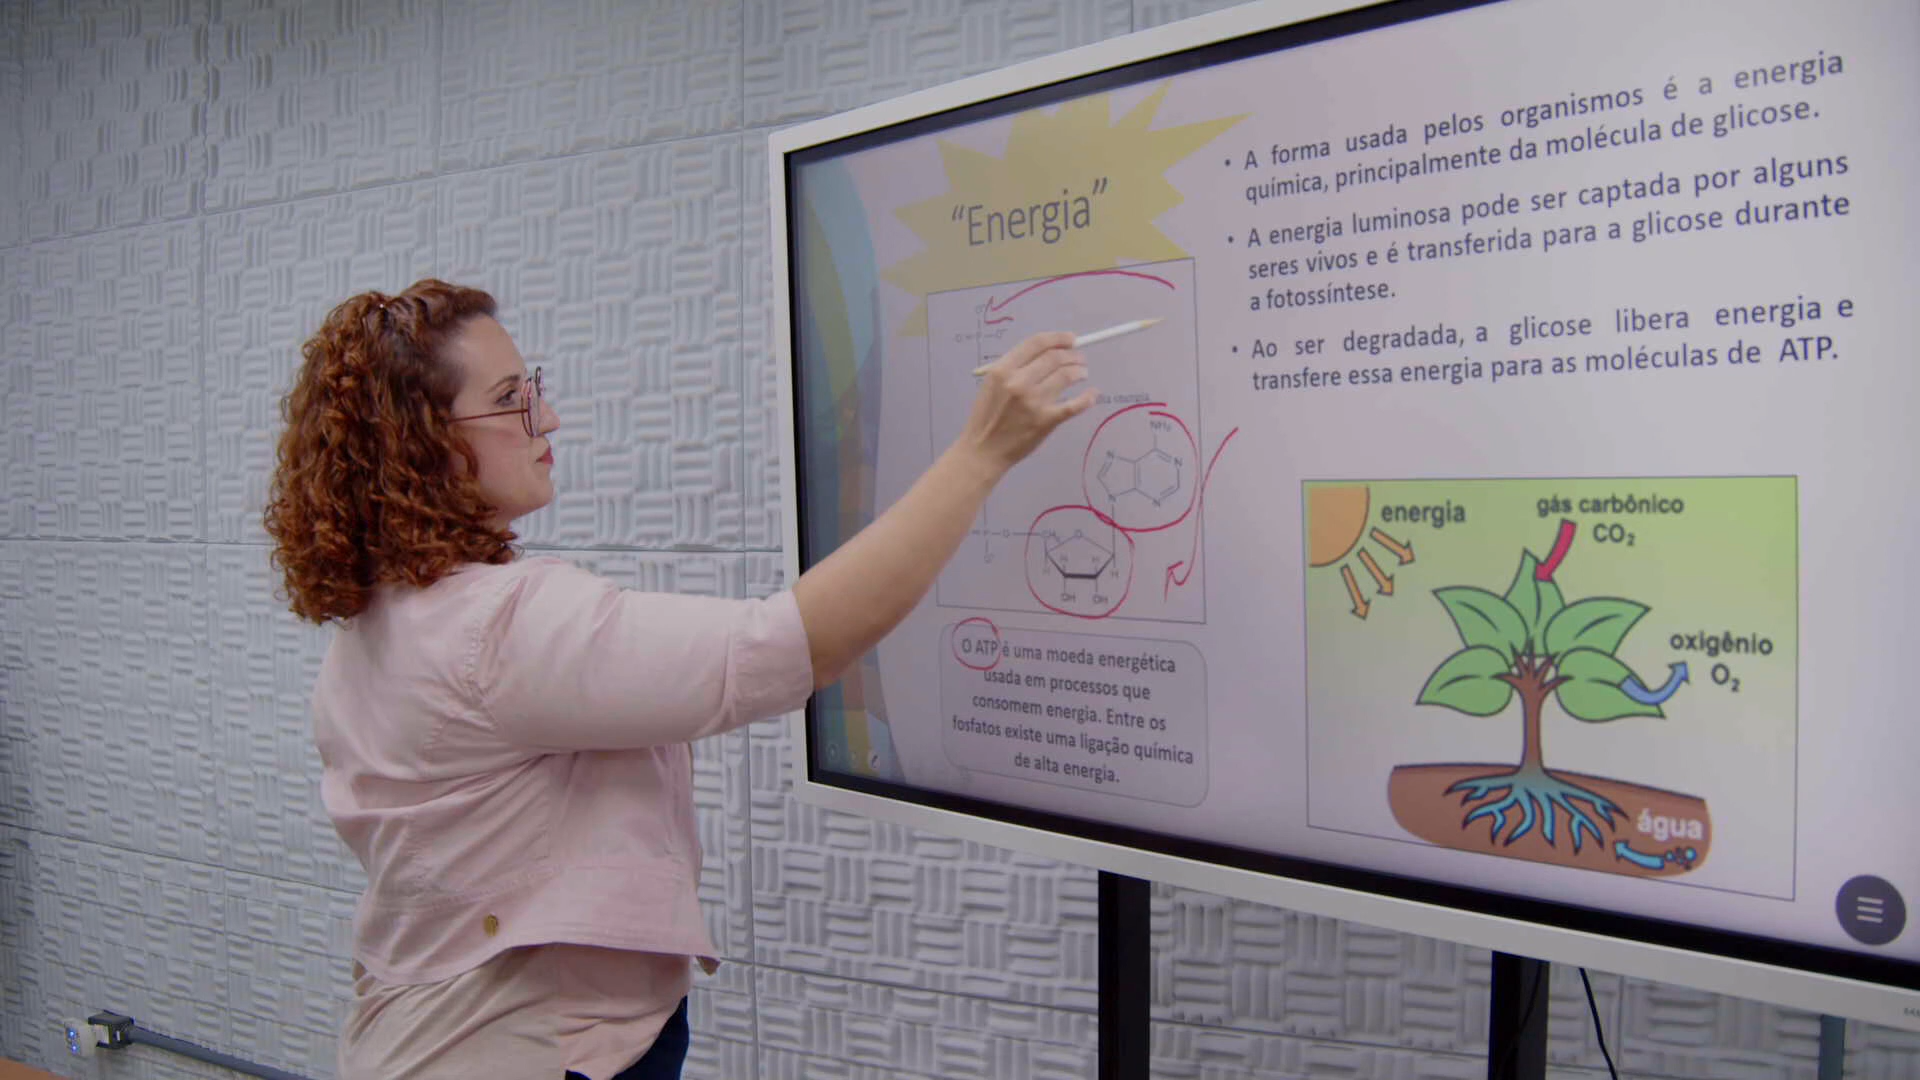 “Energia”
NH₂
N
N
N
N
O
OH
OH
H
H
H
O ATP é uma moeda energética
usada em processos que
consomem energia. Entre os
fosfatos existe uma ligação química
de alta energia.
• A forma usada pelos organismos é a energia
química, principalmente da molécula de glicose.
• A energia luminosa pode ser captada por alguns
seres vivos e é transferida para a glicose durante
a fotossíntese.
• Ao ser degradada, a glicose libera energia e
transfere essa energia para as moléculas de ATP.
energia
gás carbônico
CO₂
oxigênio
O₂
água